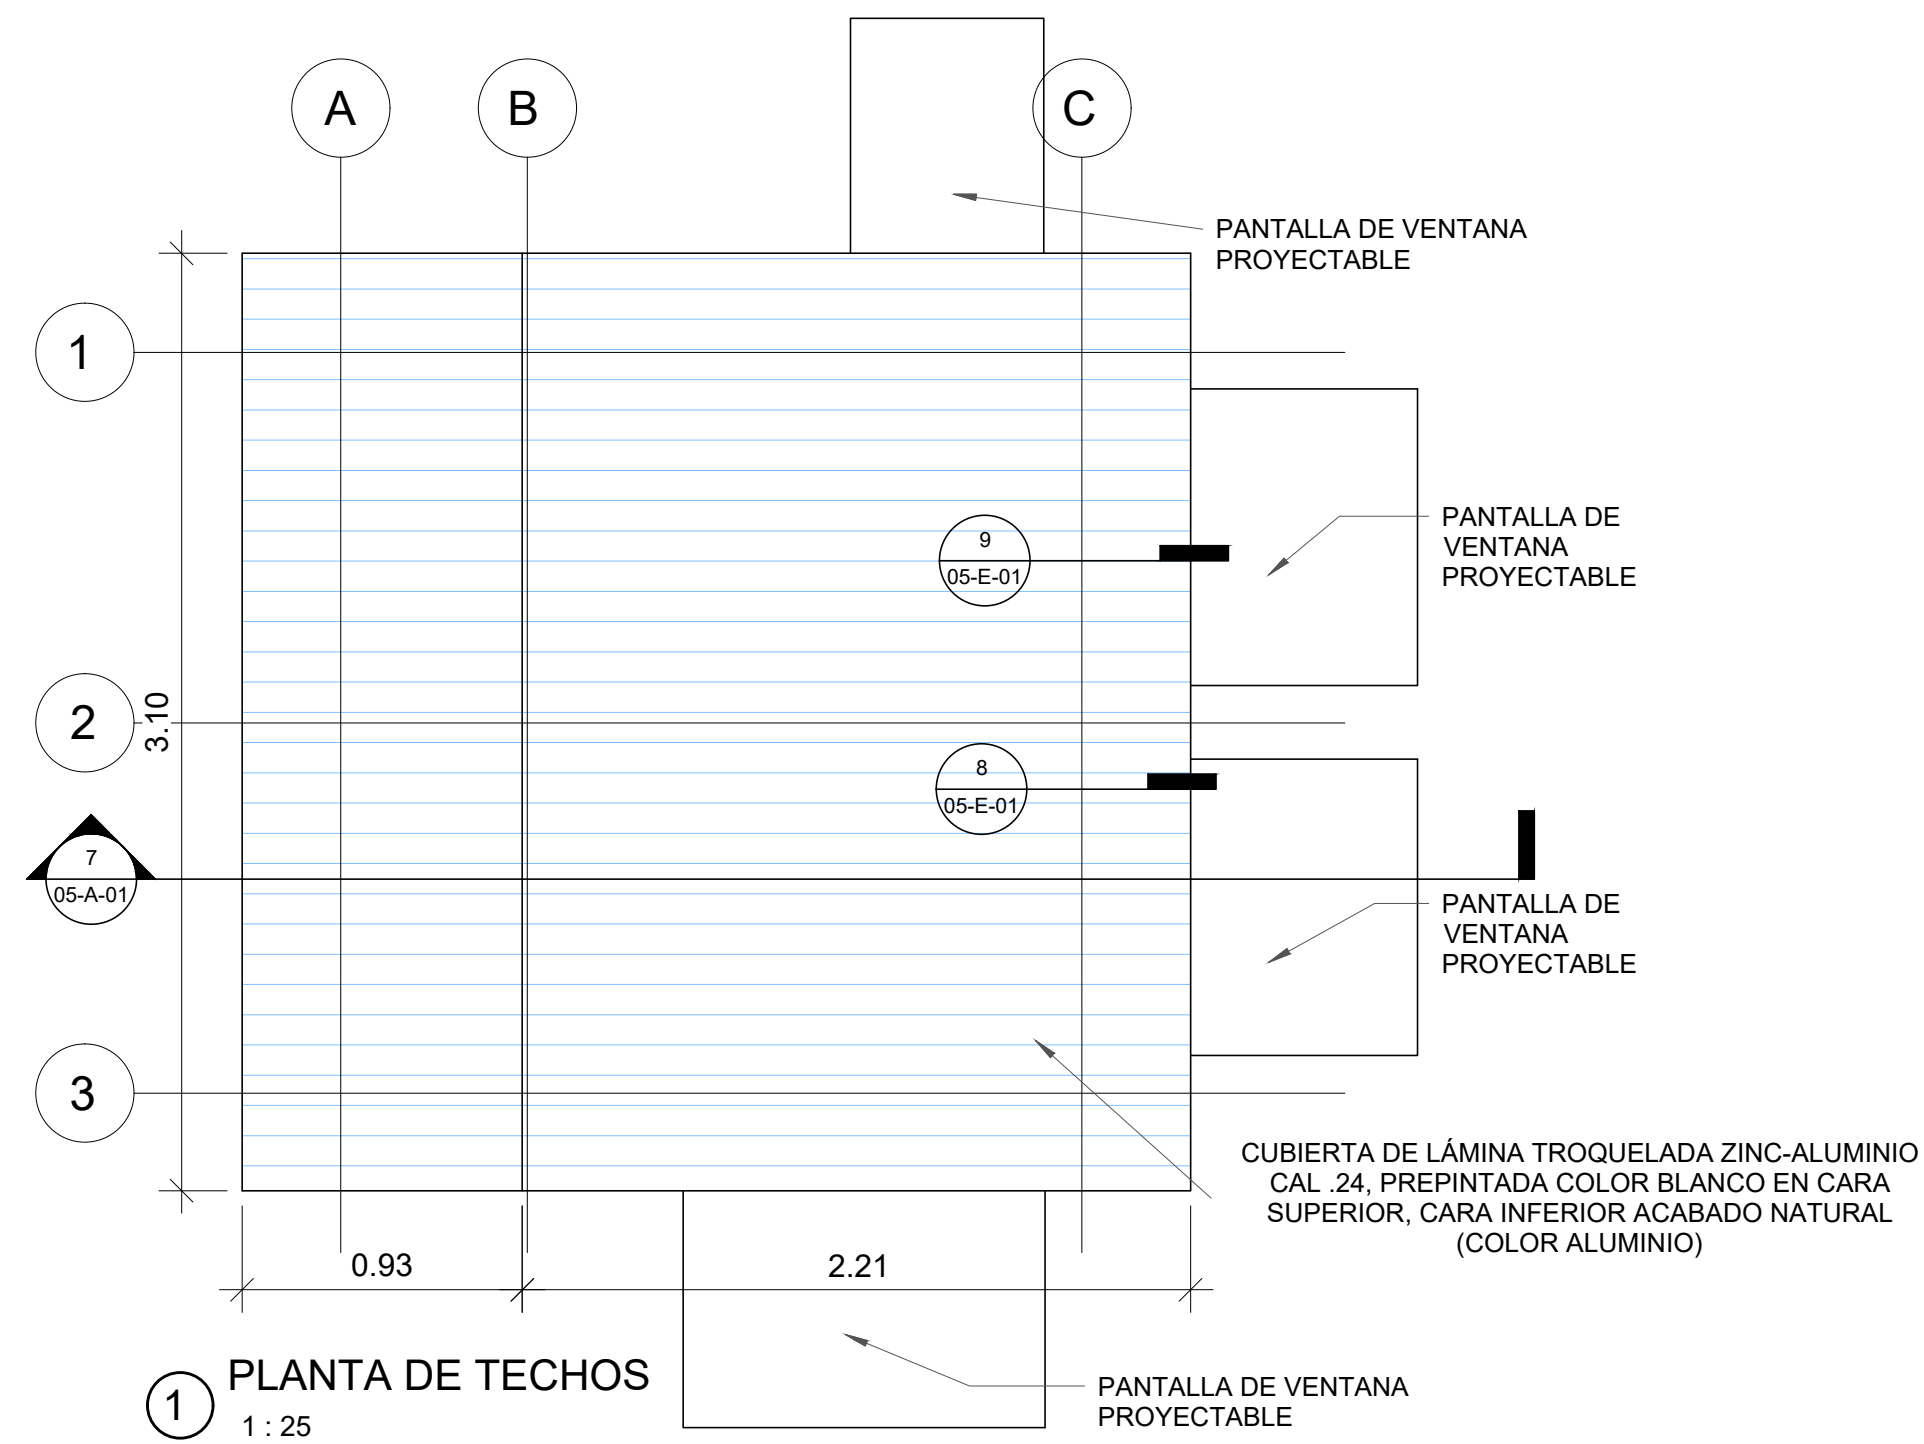 A
B
C
PANTALLA DE VENTANA
PROYECTABLE
1
PANTALLA DE
VENTANA
PROYECTABLE
9
05-E-01
2
3.10
8
05-E-01
7
05-A-01
PANTALLA DE
VENTANA
PROYECTABLE
3
CUBIERTA DE LÁMINA TROQUELADA ZINC-ALUMINIO
CAL .24, PREPINTADA COLOR BLANCO EN CARA
SUPERIOR, CARA INFERIOR ACABADO NATURAL
(COLOR ALUMINIO)
0.93
2.21
1
PLANTA DE TECHOS
1 : 25
PANTALLA DE VENTANA
PROYECTABLE